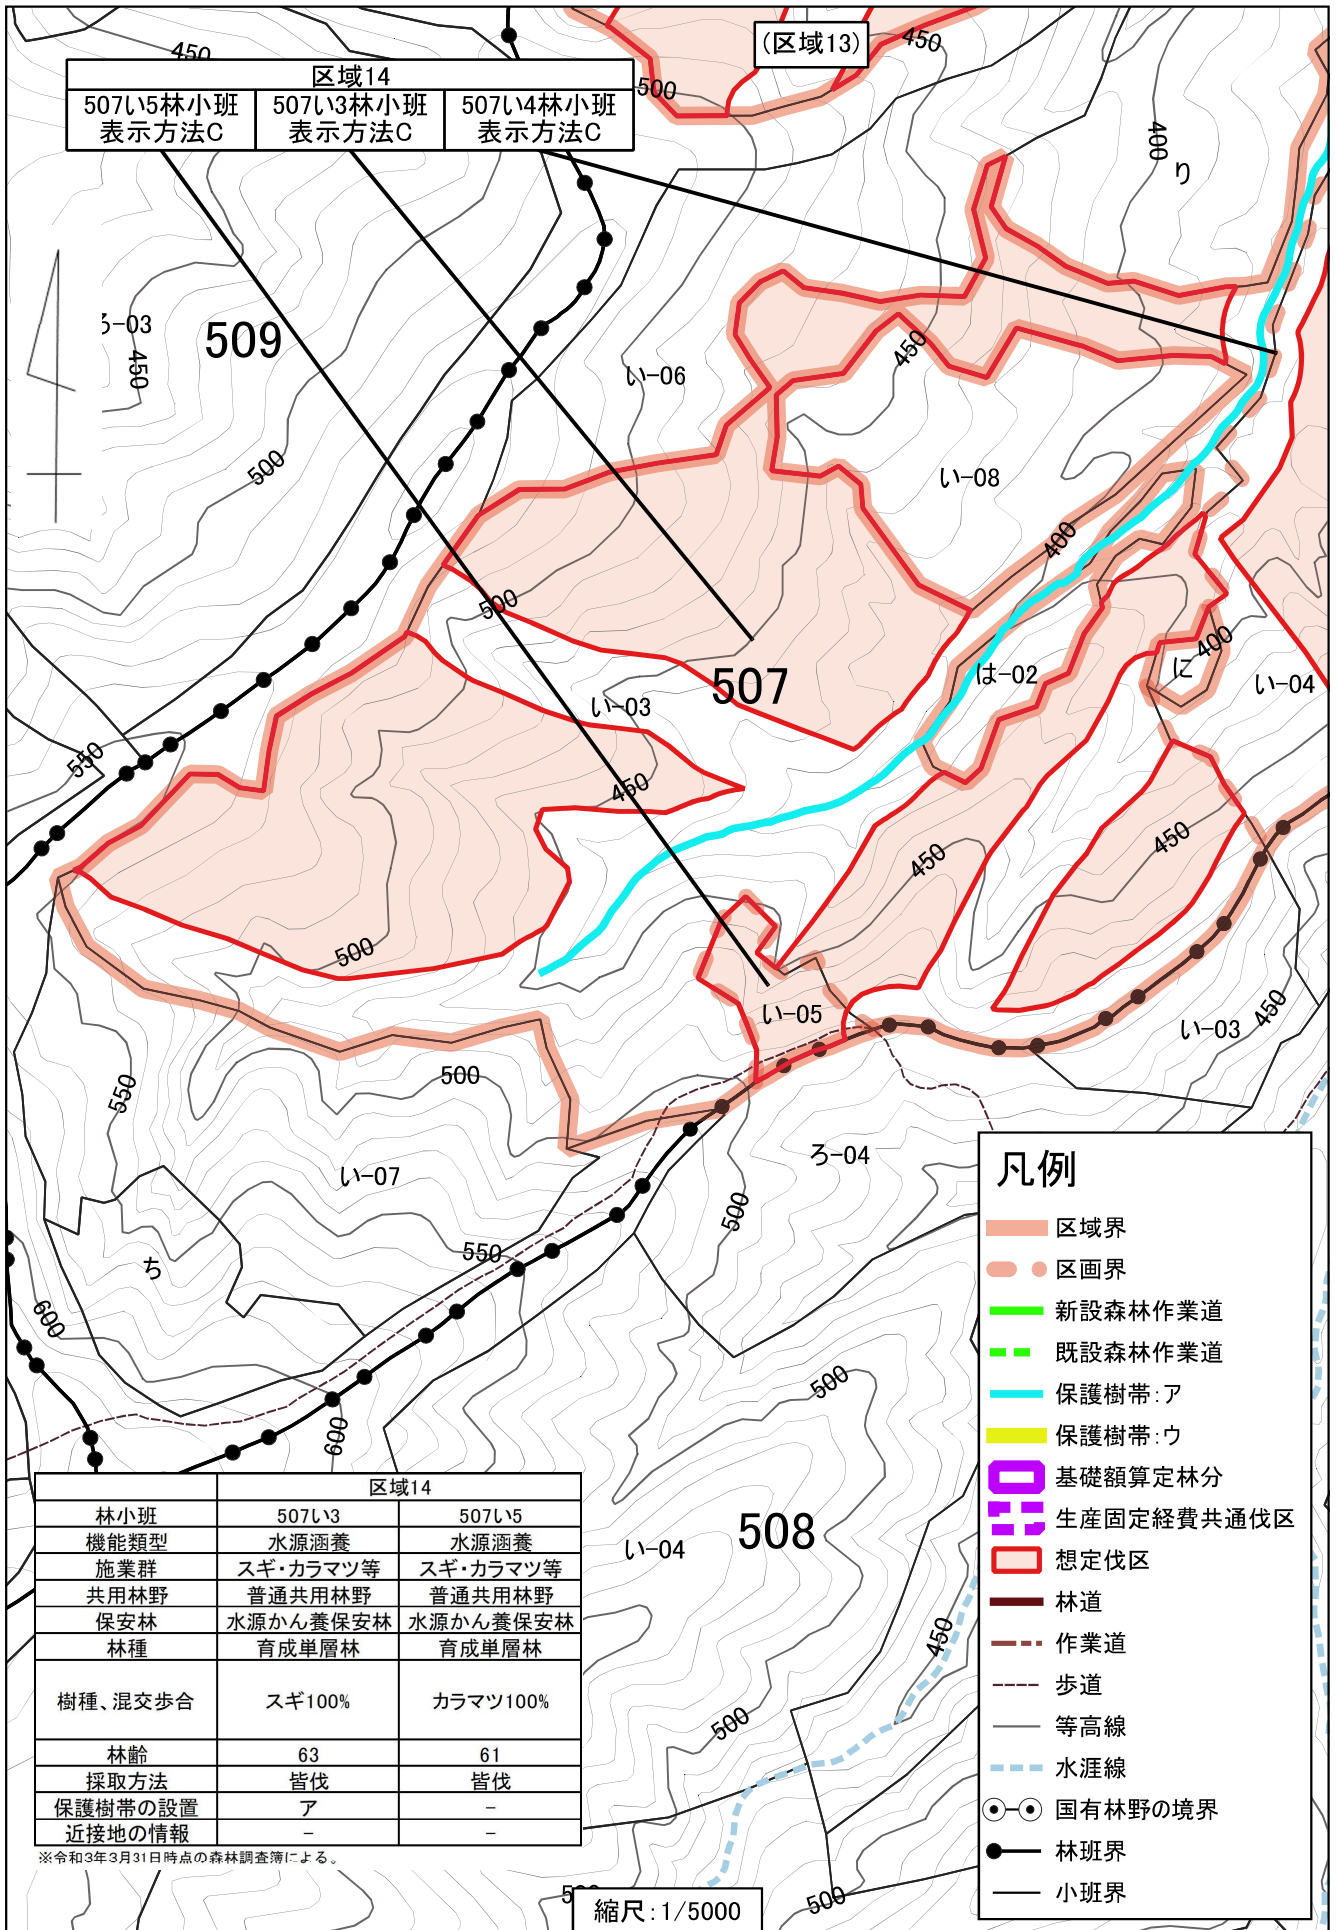 (区域13)
450
450
区域14
500
507い5林小班 507い3林小班 507い4林小班
表示方法C 表示方法C 表示方法C
400
り
-03
509
450
450
い-06
500
い-08
400
500
400
は-02
に
い-04
507
い-03
550
450
450
450
500
い-05
い-03
450
500
550
ろ-04
い-07
500
550
ち
600
500
600
い-04
508
450
500
500
凡例
区域界
区画界
新設森林作業道
既設森林作業道
保護樹帯:ア
保護樹帯:ウ
基礎額算定林分
生産固定経費共通伐区
想定伐区
林道
作業道
歩道
等高線
水涯線
国有林野の境界
林班界
小班界
区域14
林小班 507い3 507い5
機能類型 水源涵養 水源涵養
施業群 スギ・カラマツ等 スギ・カラマツ等
共用林野 普通共用林野 普通共用林野
保安林 水源かん養保安林 水源かん養保安林
林種 育成単層林 育成単層林
樹種、混交歩合 スギ100% カラマツ100%
林齢 63 61
採取方法 皆伐 皆伐
保護樹帯の設置 ア -
近接地の情報 - -
※令和3年3月31日時点の森林調査簿による。
縮尺:1/5000